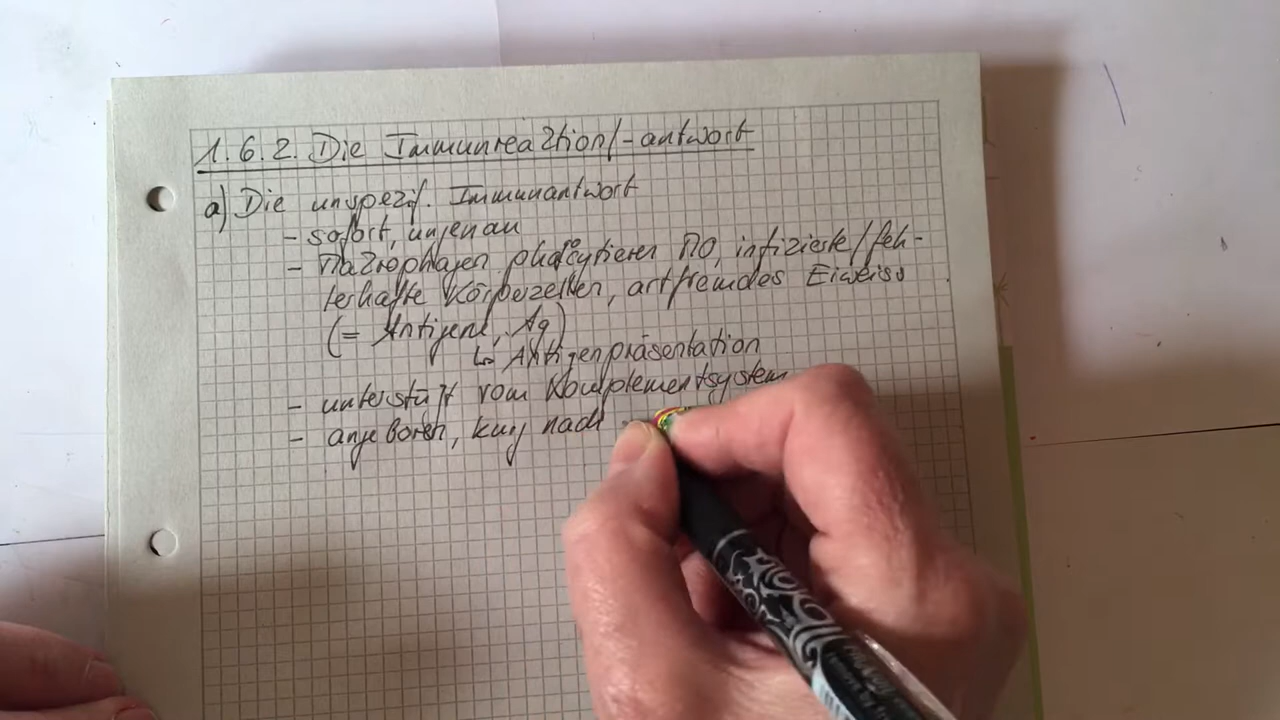 1.6.2. Die Immunreaktion/-antwort
a) Die unspezif. Immunantwort
- sofort, ungenau
- Makrophagen phagocytieren MO, infizierte/feh-
lerhafte Körperzellen, artfremdes Eiweiss
(= Antigene, Ag)
↳ Antigenpräsentation
- unterstützt vom Komplementsystem
- angeboren, kurz nach